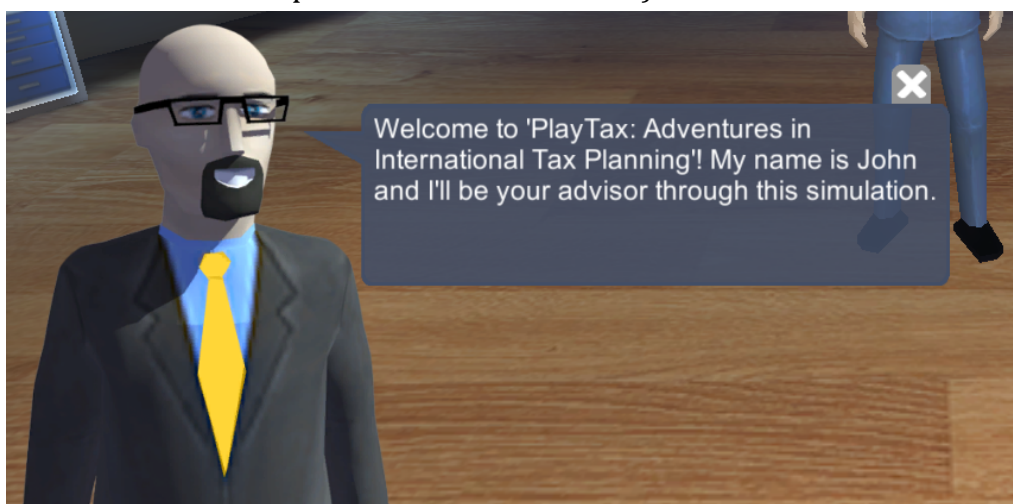 Welcome to 'PlayTax: Adventures in
International Tax Planning'! My name is John
and I'll be your advisor through this simulation.